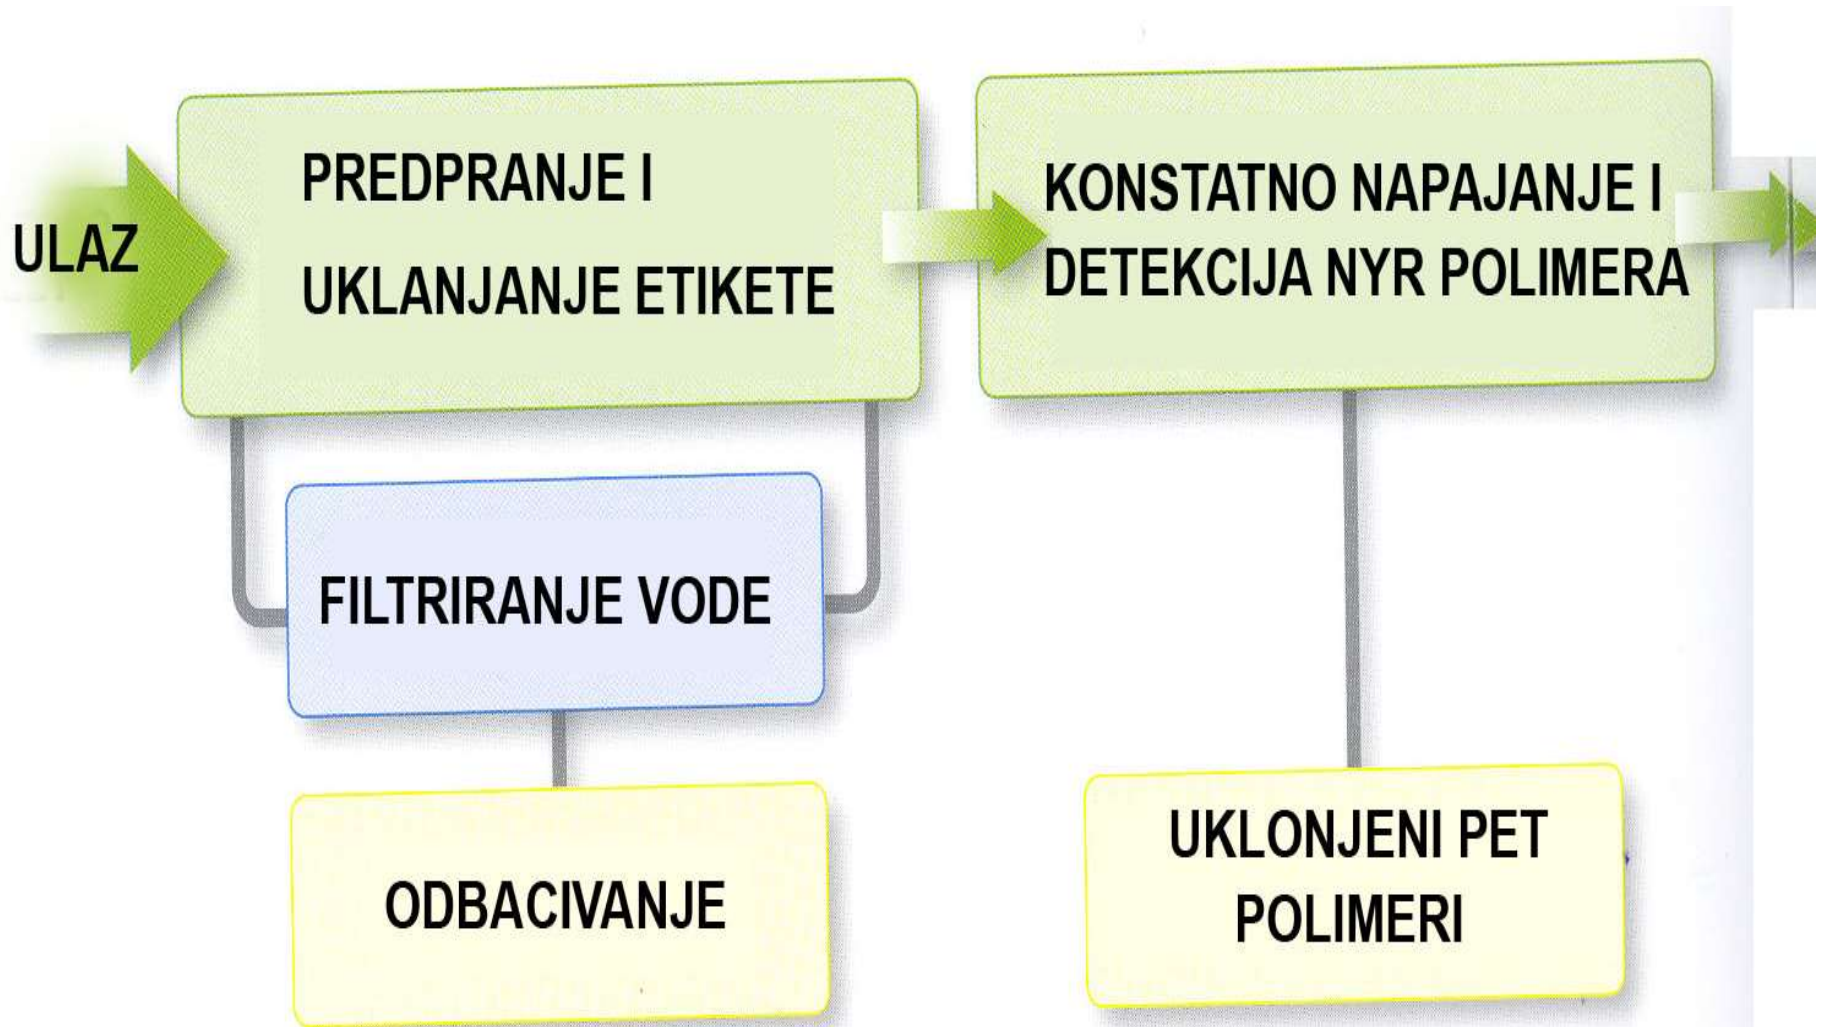 ULAZ
PREDPRANJE I
UKLANJANJE ETIKETE
KONSTATNO NAPAJANJE I
DETEKCIJA NYR POLIMERA
FILTRIRANJE VODE
ODBACIVANJE
UKLONJENI PET
POLIMERI